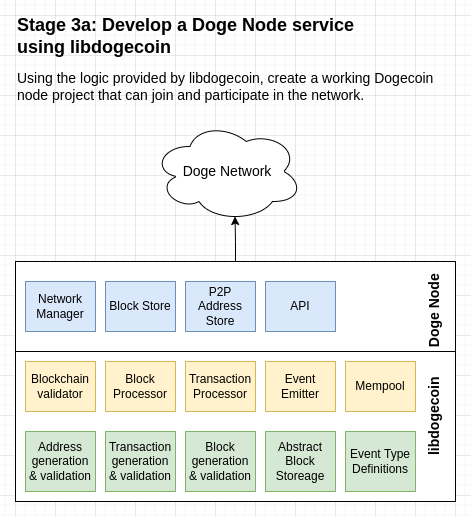 Stage 3a: Develop a Doge Node service
using libdogecoin
Using the logic provided by libdogecoin, create a working Dogecoin
node project that can join and participate in the network.
Doge Network
Network
Manager
Block Store
P2P
Address
Store
API
Doge Node
Blockchain
validator
Block
Processor
Transaction
Processor
Event
Emitter
Mempool
libdogecoin
Address
generation
& validation
Transaction
generation
& validation
Block
generation
& validation
Abstract
Block
Storeage
Event Type
Definitions